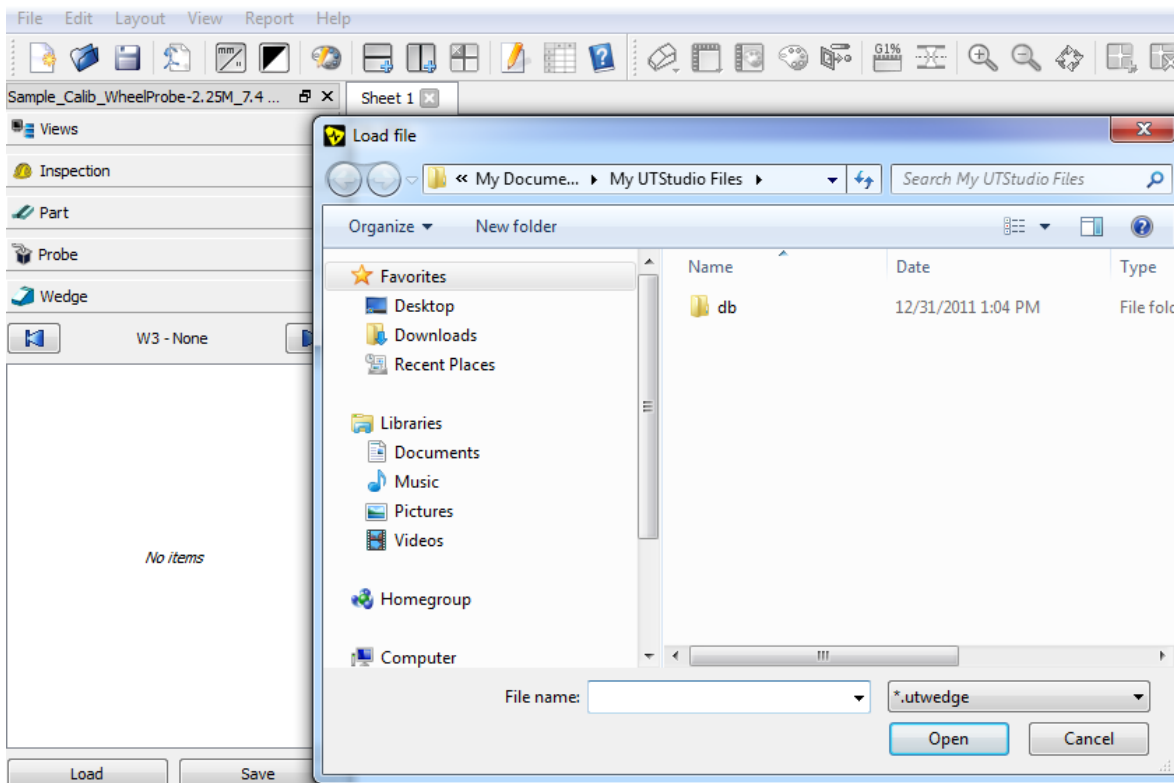 File Edit Layout View Report Help
mm
G1%
Sample_Calib_WheelProbe-2.25M_7.4 ...
Sheet 1
Views
Inspection
Part
Probe
Wedge
W3 - None
No items
Load Save
Load file
« My Docume... My UTStudio Files
Search My UTStudio Files
Organize New folder
Favorites
Desktop
Downloads
Recent Places
Libraries
Documents
Music
Pictures
Videos
Homegroup
Computer
Name Date Type
db 12/31/2011 1:04 PM File fold
File name: *.utwedge
Open Cancel